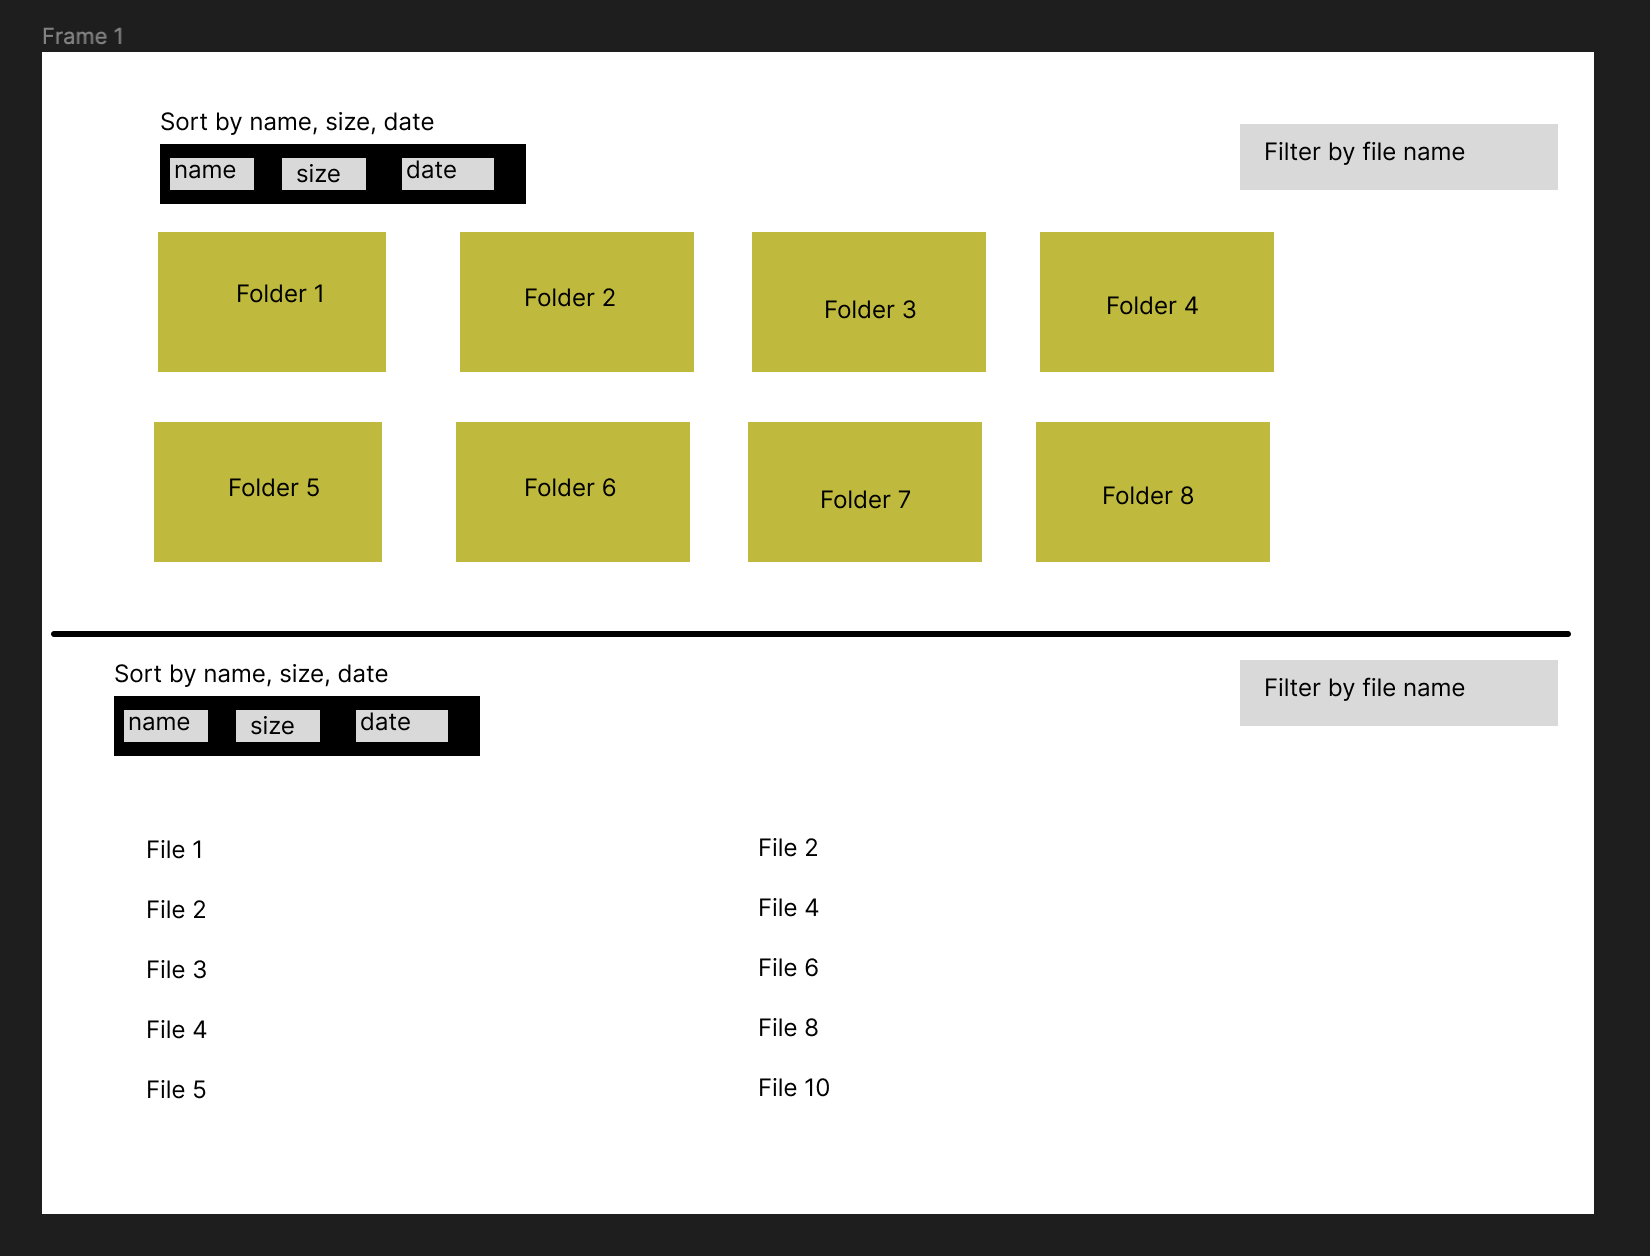 Frame 1
Sort by name, size, date
name size date
Filter by file name
Folder 1
Folder 2
Folder 3
Folder 4
Folder 5
Folder 6
Folder 7
Folder 8
Sort by name, size, date
name size date
Filter by file name
File 1
File 2
File 3
File 4
File 5
File 2
File 4
File 6
File 8
File 10